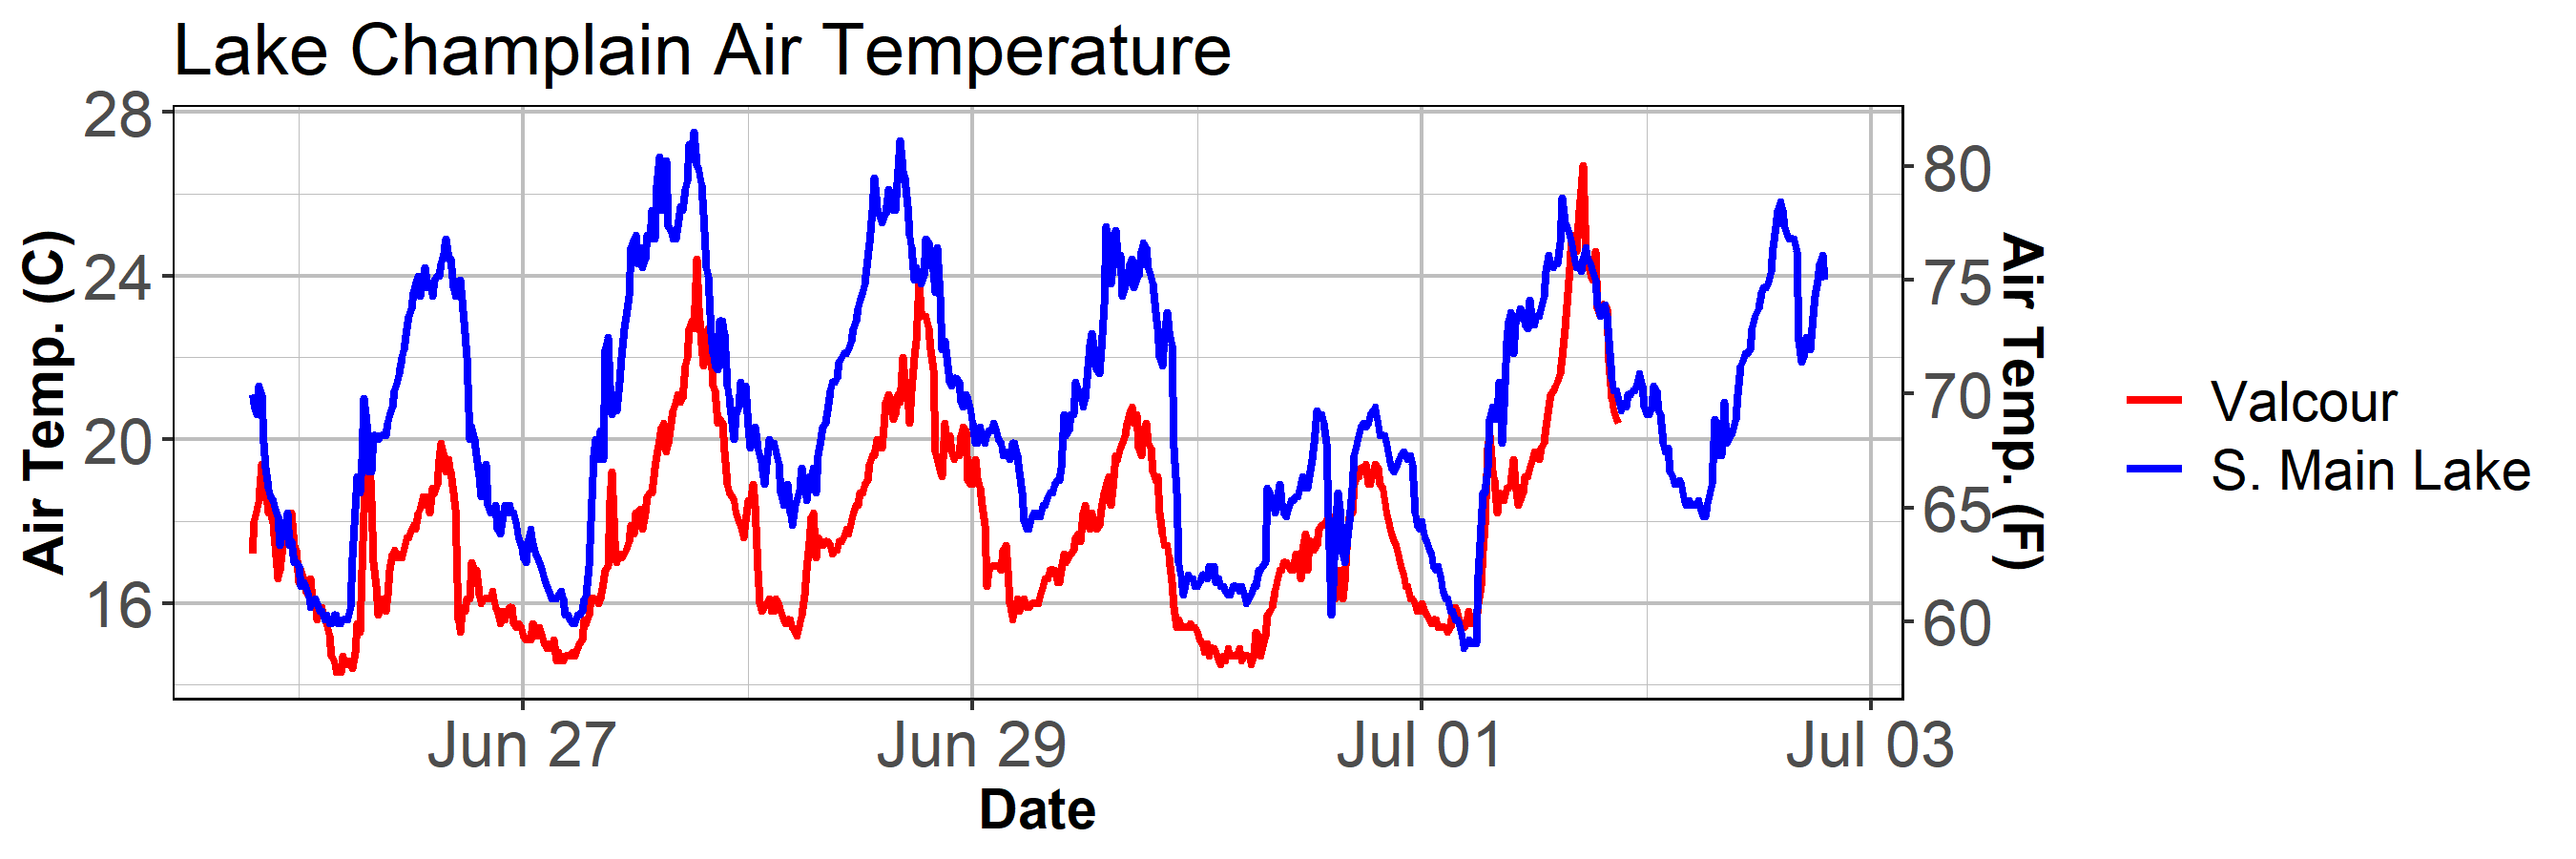 Lake Champlain Air Temperature
Air Temp. (C)
28
24
20
16
80
75
70
65
60
Air Temp. (F)
Jun 27
Jun 29
Jul 01
Jul 03
Date
Valcour
S. Main Lake